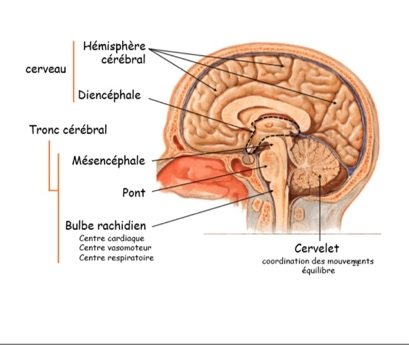 Hémisphère
cérébral
cerveau
Diencéphale
Tronc cérébral
Mésencéphale
Pont
Bulbe rachidien
Centre cardiaque
Centre vasomoteur
Centre respiratoire
Cervelet
coordination des mouvements
équilibre